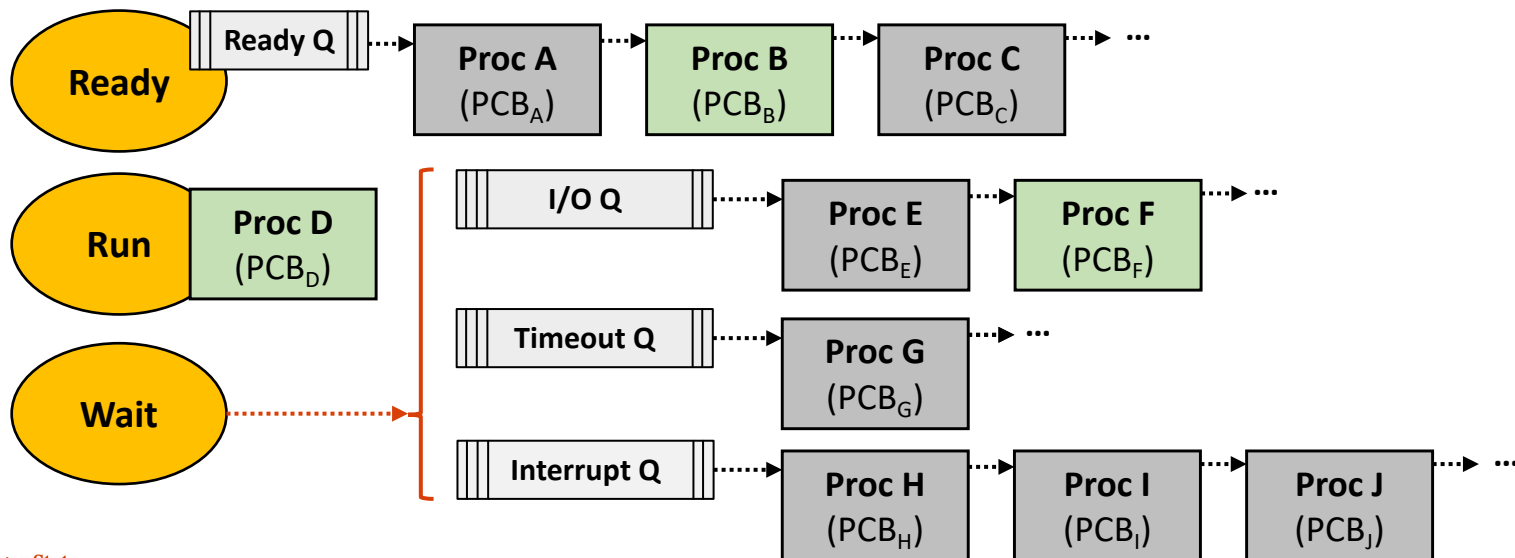 Ready
Ready Q
Proc A
(PCB_A)
Proc B
(PCB_B)
Proc C
(PCB_C)
...
Run
Proc D
(PCB_D)
I/O Q
Proc E
(PCB_E)
Proc F
(PCB_F)
...
Timeout Q
Proc G
(PCB_G)
...
Wait
Interrupt Q
Proc H
(PCB_H)
Proc I
(PCB_I)
Proc J
(PCB_J)
...